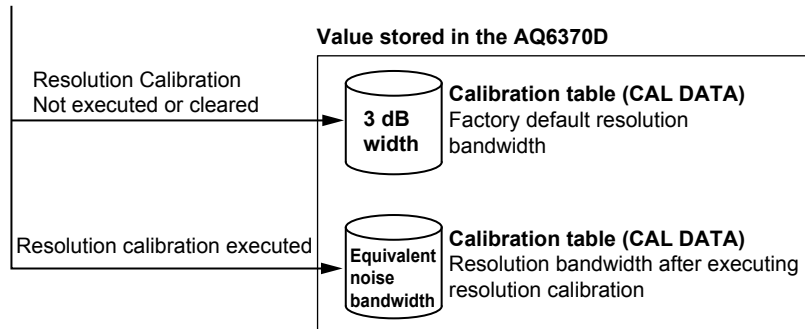 Value stored in the AQ6370D
Resolution Calibration
Not executed or cleared
3 dB
width
Calibration table (CAL DATA)
Factory default resolution
bandwidth
Resolution calibration executed
Equivalent
noise
bandwidth
Calibration table (CAL DATA)
Resolution bandwidth after executing
resolution calibration